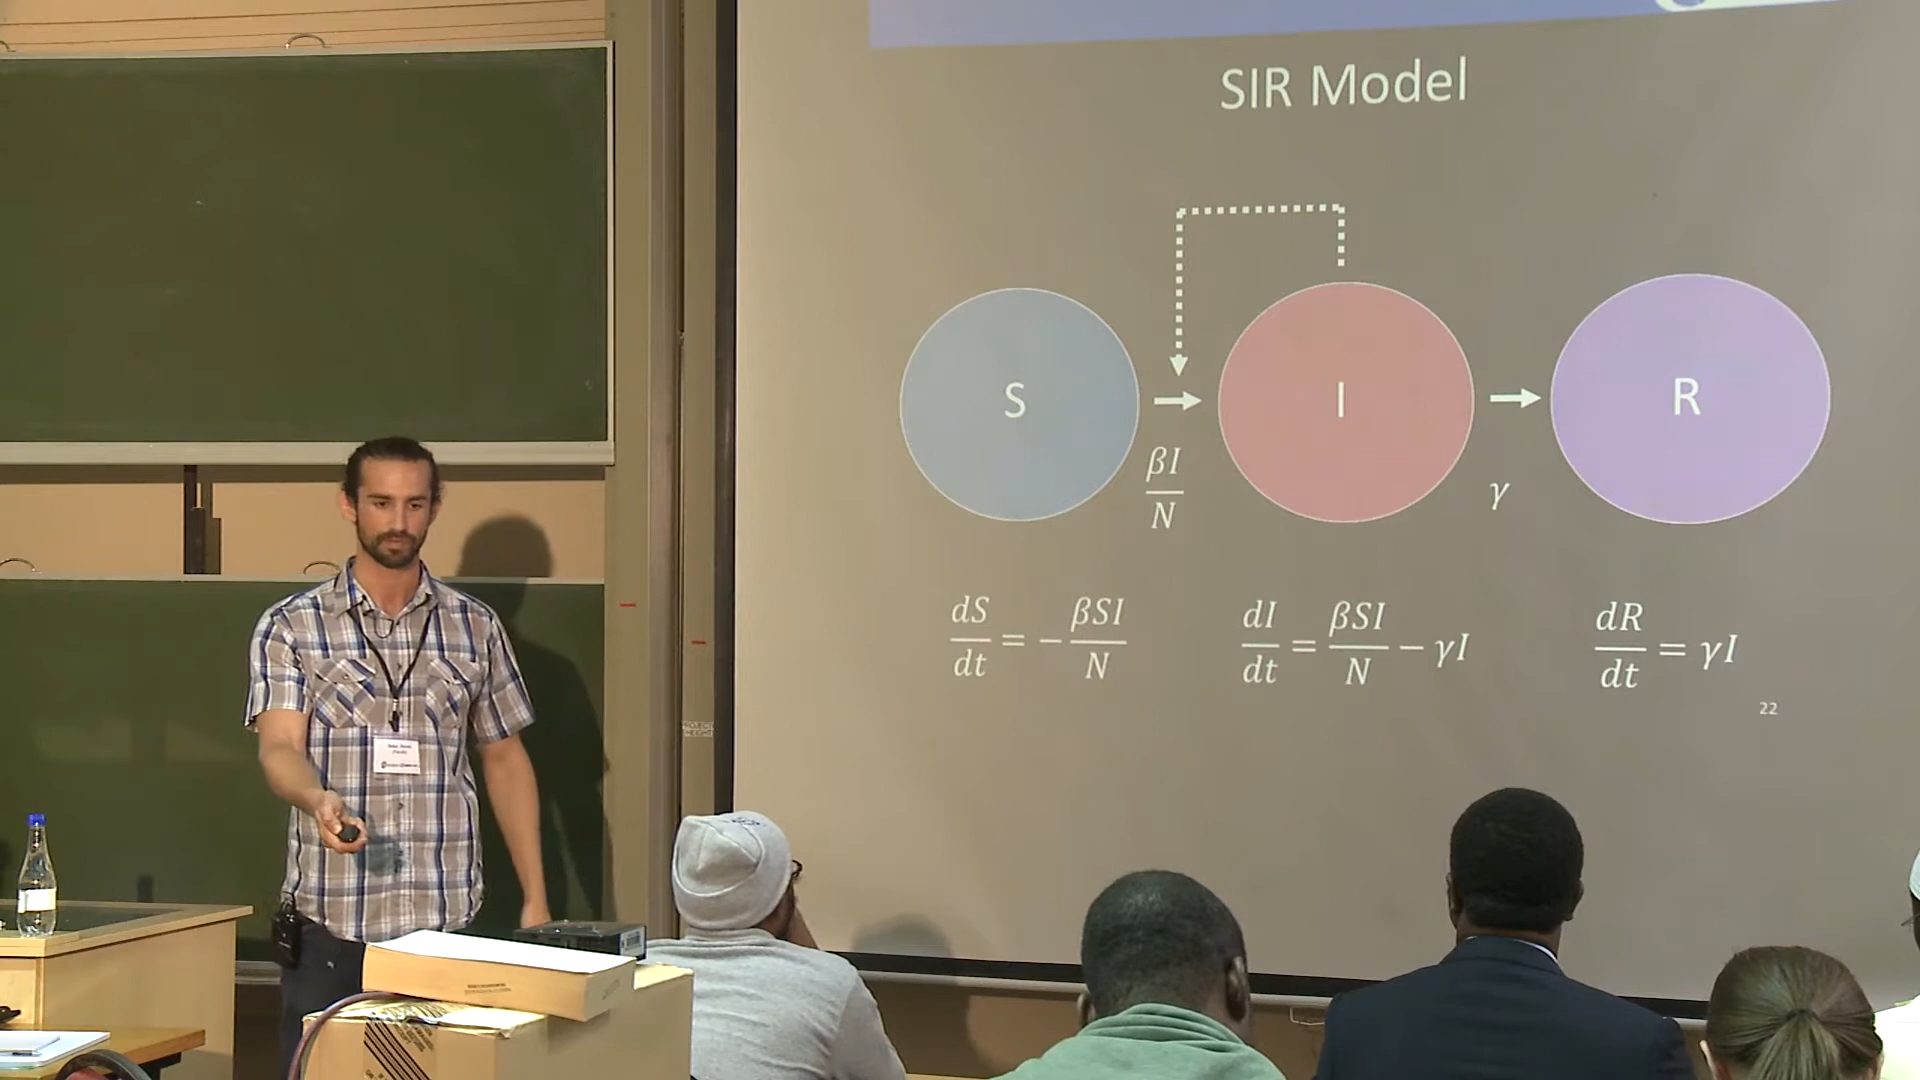 SIR Model
S
I
R
βI/N
γ
dS/dt = − βSI/N
dI/dt = βSI/N − γI
dR/dt = γI
22